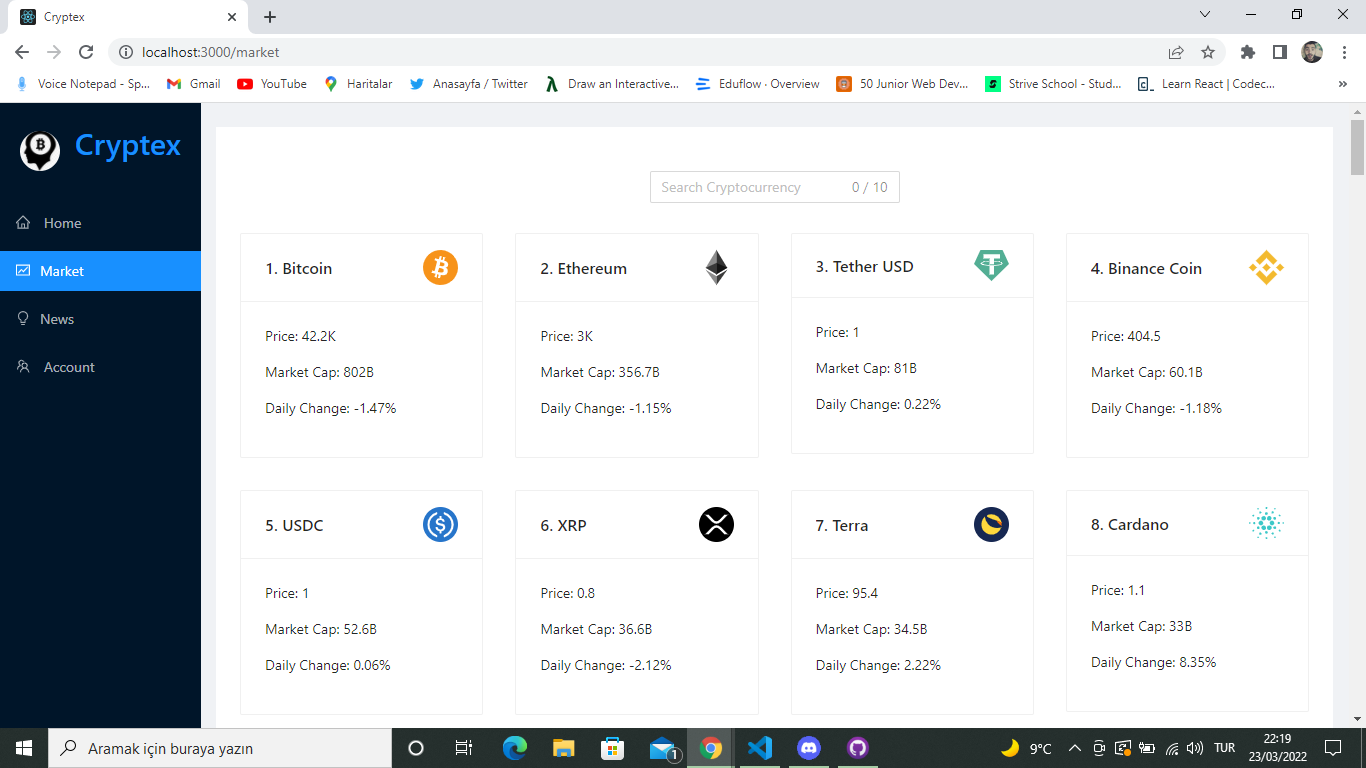 Cryptex
localhost:3000/market
Voice Notepad - Sp...
Gmail
YouTube
Haritalar
Anasayfa / Twitter
Draw an Interactive...
Eduflow · Overview
50 Junior Web Dev...
Strive School - Stud...
Learn React | Codec...
»
Cryptex
Home
Market
News
Account
Search Cryptocurrency 0 / 10
1. Bitcoin
Price: 42.2K
Market Cap: 802B
Daily Change: -1.47%
2. Ethereum
Price: 3K
Market Cap: 356.7B
Daily Change: -1.15%
3. Tether USD
Price: 1
Market Cap: 81B
Daily Change: 0.22%
4. Binance Coin
Price: 404.5
Market Cap: 60.1B
Daily Change: -1.18%
5. USDC
Price: 1
Market Cap: 52.6B
Daily Change: 0.06%
6. XRP
Price: 0.8
Market Cap: 36.6B
Daily Change: -2.12%
7. Terra
Price: 95.4
Market Cap: 34.5B
Daily Change: 2.22%
8. Cardano
Price: 1.1
Market Cap: 33B
Daily Change: 8.35%
Aramak için buraya yazın
1
9°C
TUR
22:19
23/03/2022